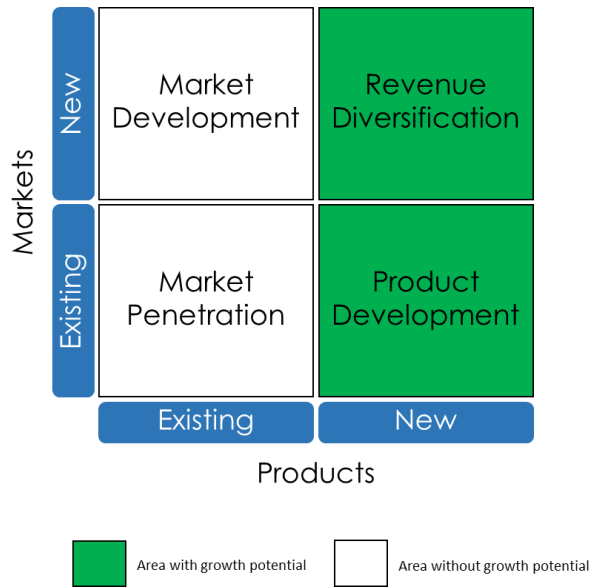 Markets
New
Existing
Market
Development
Revenue
Diversification
Market
Penetration
Product
Development
Existing
New
Products
Area with growth potential
Area without growth potential